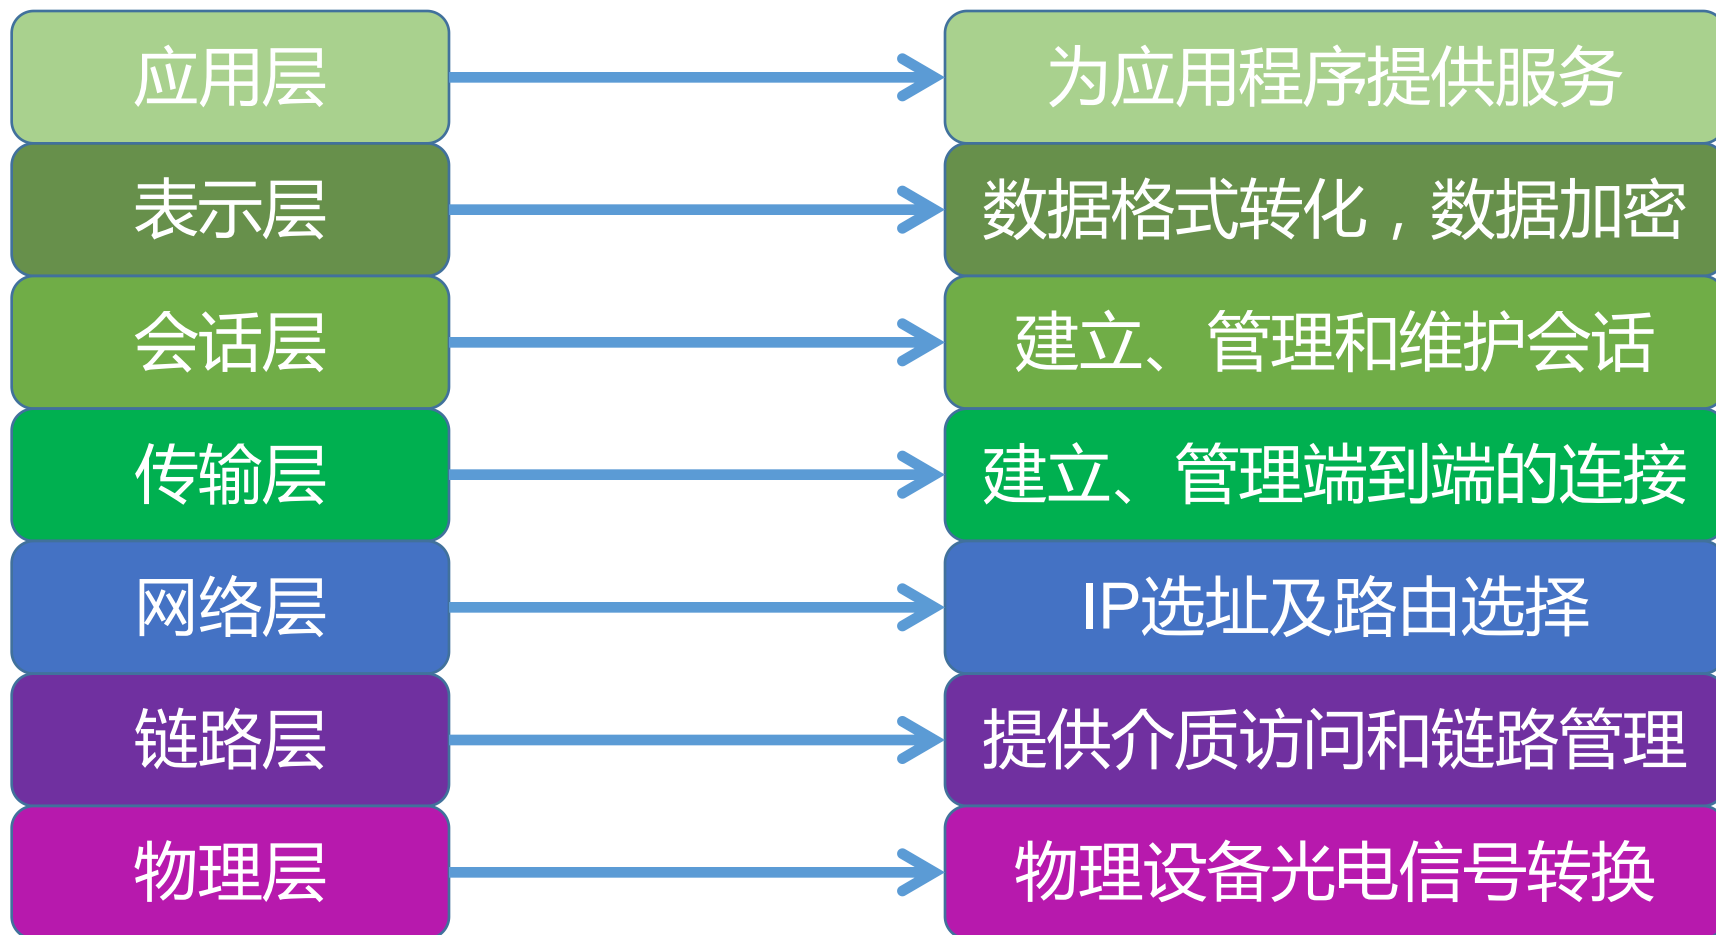 应用层
为应用程序提供服务
表示层
数据格式转化，数据加密
会话层
建立、管理和维护会话
传输层
建立、管理端到端的连接
网络层
IP选址及路由选择
链路层
提供介质访问和链路管理
物理层
物理设备光电信号转换